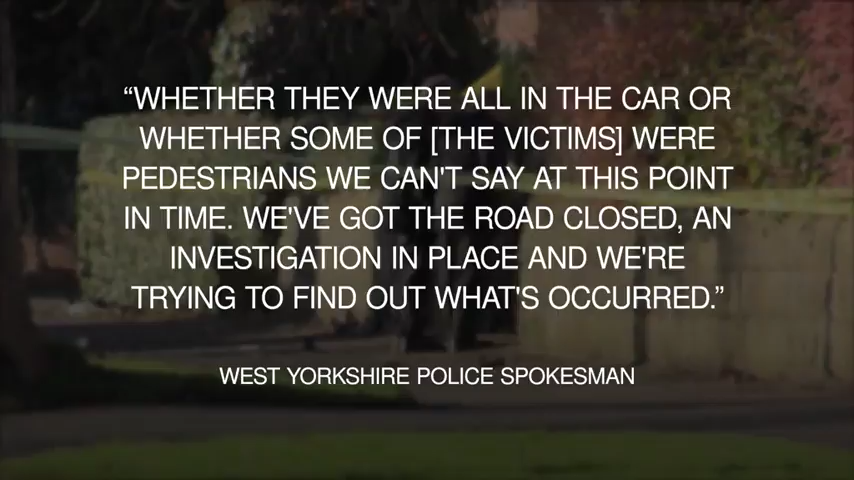 “WHETHER THEY WERE ALL IN THE CAR OR
WHETHER SOME OF [THE VICTIMS] WERE
PEDESTRIANS WE CAN'T SAY AT THIS POINT
IN TIME. WE'VE GOT THE ROAD CLOSED, AN
INVESTIGATION IN PLACE AND WE'RE
TRYING TO FIND OUT WHAT'S OCCURRED.”
WEST YORKSHIRE POLICE SPOKESMAN